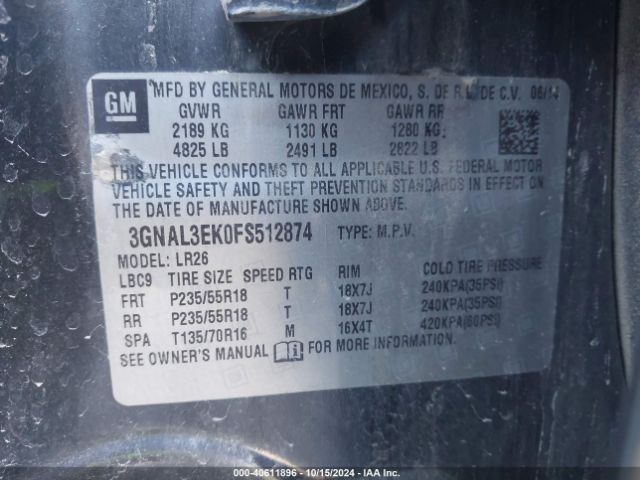 GM
MFD BY GENERAL MOTORS DE MEXICO, S. DE R.L. DE C.V. 06/14
GVWR GAWR FRT GAWR RR
2189 KG 1130 KG 1280 KG
4825 LB 2491 LB 2822 LB
THIS VEHICLE CONFORMS TO ALL APPLICABLE U.S. FEDERAL MOTOR
VEHICLE SAFETY AND THEFT PREVENTION STANDARDS IN EFFECT ON
THE DATE OF MANUFACTURE SHOWN ABOVE.
3GNAL3EK0FS512874 TYPE: M.P.V.
MODEL: LR26
LBC9 TIRE SIZE SPEED RTG RIM COLD TIRE PRESSURE
FRT P235/55R18 T 18X7J 240KPA(35PSI)
RR P235/55R18 T 18X7J 240KPA(35PSI)
SPA T135/70R16 M 16X4T 420KPA(60PSI)
SEE OWNER'S MANUAL FOR MORE INFORMATION.
000-40611896 - 10/15/2024 - IAA Inc.